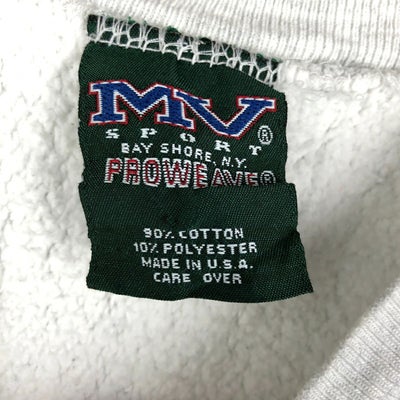 MV®
SPORT
BAY SHORE, N.Y.
PROWEAVE®
90% COTTON
10% POLYESTER
MADE IN U.S.A.
CARE OVER